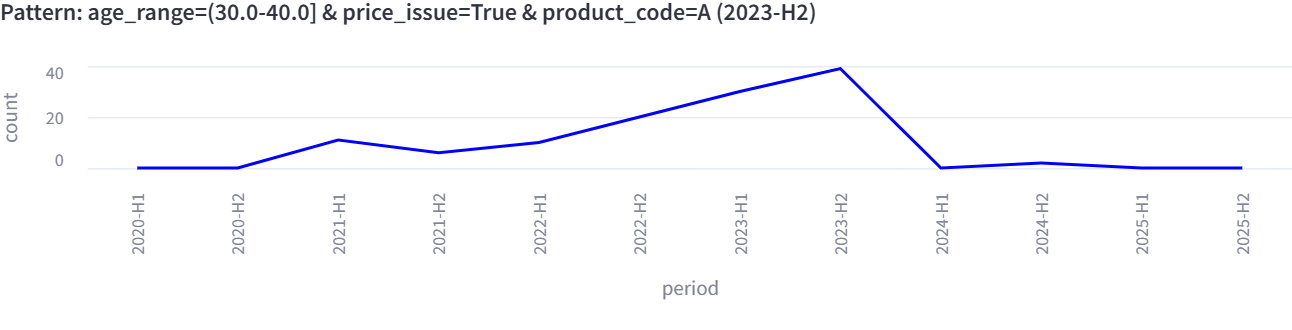 Pattern: age_range=(30.0-40.0] & price_issue=True & product_code=A (2023-H2)
count
40
20
0
2020-H1
2020-H2
2021-H1
2021-H2
2022-H1
2022-H2
2023-H1
2023-H2
2024-H1
2024-H2
2025-H1
2025-H2
period